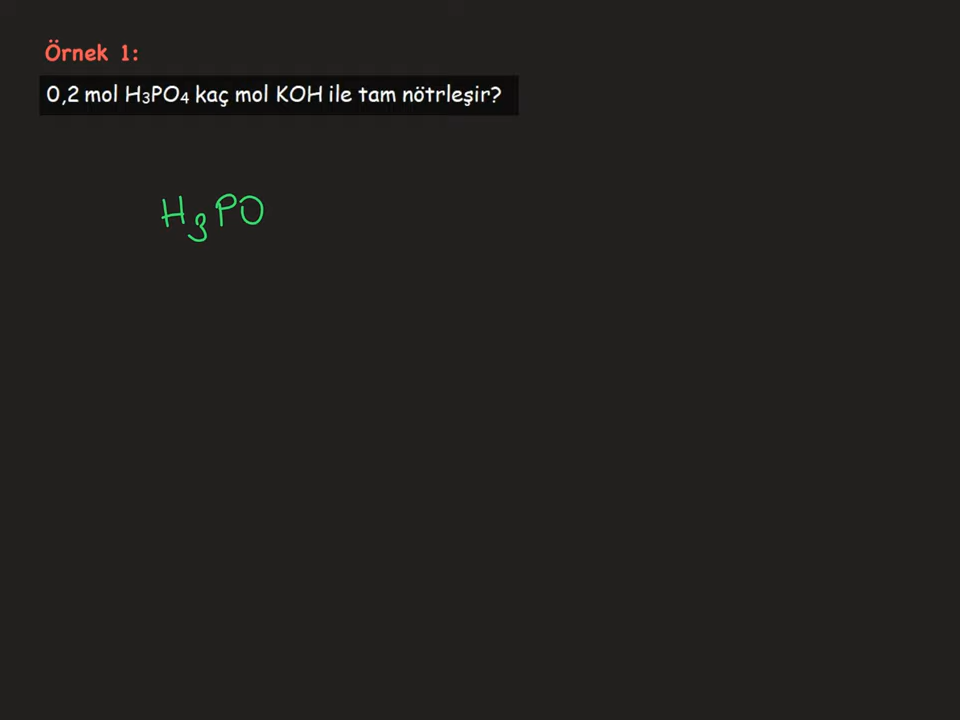 Örnek 1:
0,2 mol H₃PO₄ kaç mol KOH ile tam nötrleşir?
H₃PO